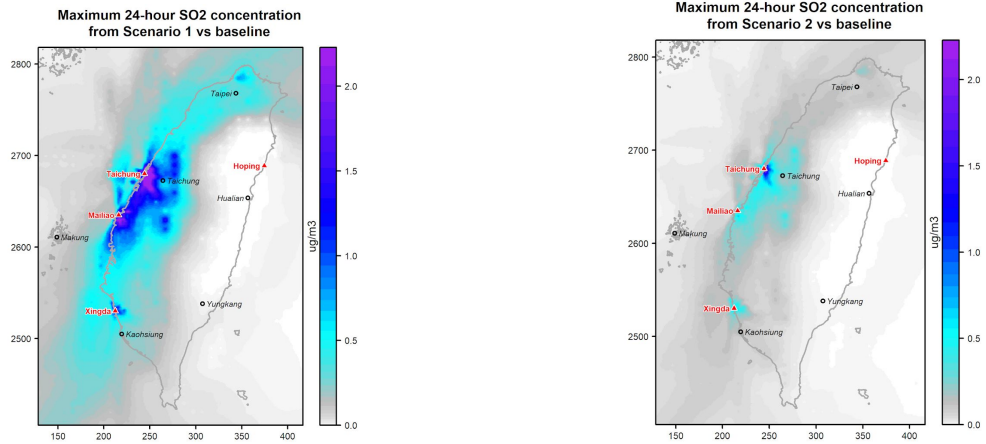 Maximum 24-hour SO2 concentration
from Scenario 1 vs baseline
2800
2700
2600
2500
150
200
250
300
350
400
Taipei
Taichung
Taichung
Hoping
Hualian
Mailiao
Makung
Xingda
Yungkang
Kaohsiung
2.0
1.5
1.0
0.5
0.0
ug/m3
Maximum 24-hour SO2 concentration
from Scenario 2 vs baseline
2800
2700
2600
2500
150
200
250
300
350
400
Taipei
Taichung
Taichung
Hoping
Hualian
Mailiao
Makung
Xingda
Yungkang
Kaohsiung
2.0
1.5
1.0
0.5
0.0
ug/m3